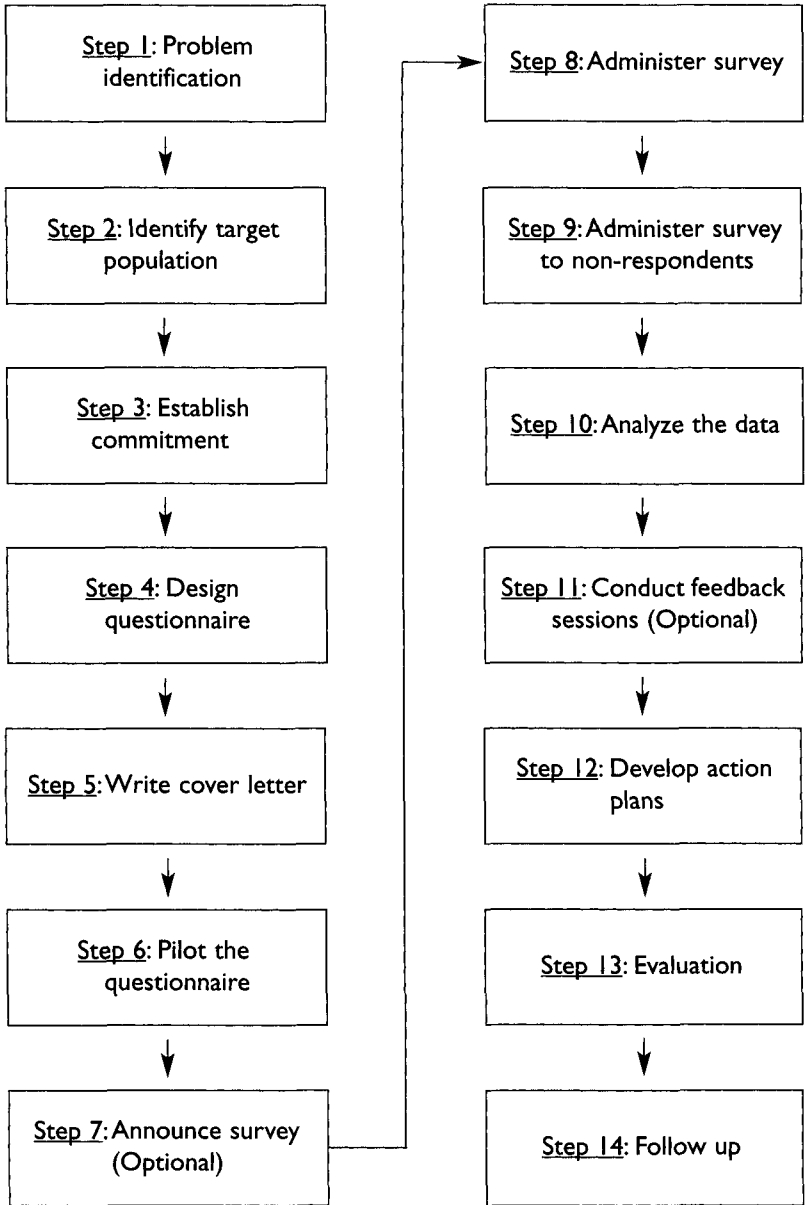 Step 1: Problem
identification
Step 2: Identify target
population
Step 3: Establish
commitment
Step 4: Design
questionnaire
Step 5: Write cover letter
Step 6: Pilot the
questionnaire
Step 7: Announce survey
(Optional)
Step 8: Administer survey
Step 9: Administer survey
to non-respondents
Step 10: Analyze the data
Step 11: Conduct feedback
sessions (Optional)
Step 12: Develop action
plans
Step 13: Evaluation
Step 14: Follow up